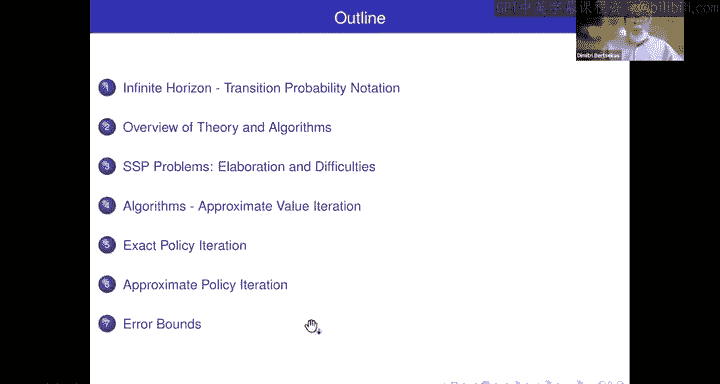 Outline
Dimitri Bertsekas
1 Infinite Horizon - Transition Probability Notation
2 Overview of Theory and Algorithms
3 SSP Problems: Elaboration and Difficulties
4 Algorithms - Approximate Value Iteration
5 Exact Policy Iteration
6 Approximate Policy Iteration
7 Error Bounds